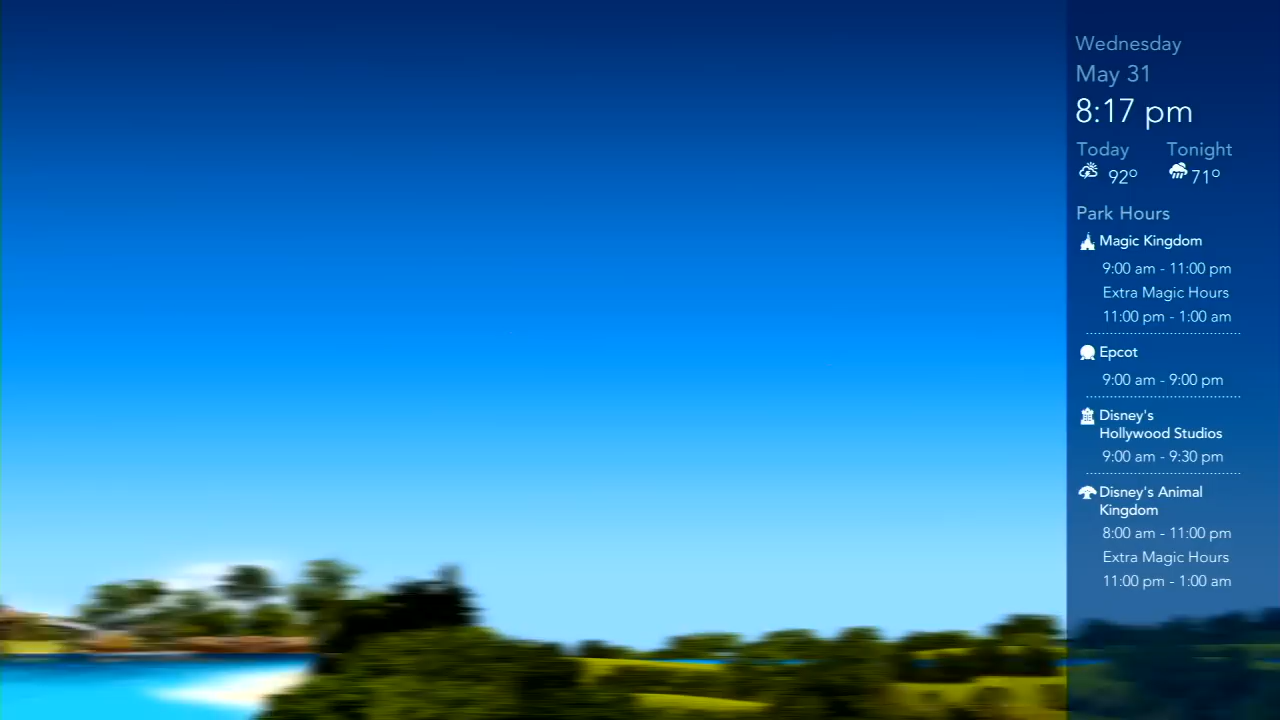 Wednesday
May 31
8:17 pm
Today Tonight
92° 71°
Park Hours
Magic Kingdom
9:00 am - 11:00 pm
Extra Magic Hours
11:00 pm - 1:00 am
Epcot
9:00 am - 9:00 pm
Disney's
Hollywood Studios
9:00 am - 9:30 pm
Disney's Animal
Kingdom
8:00 am - 11:00 pm
Extra Magic Hours
11:00 pm - 1:00 am